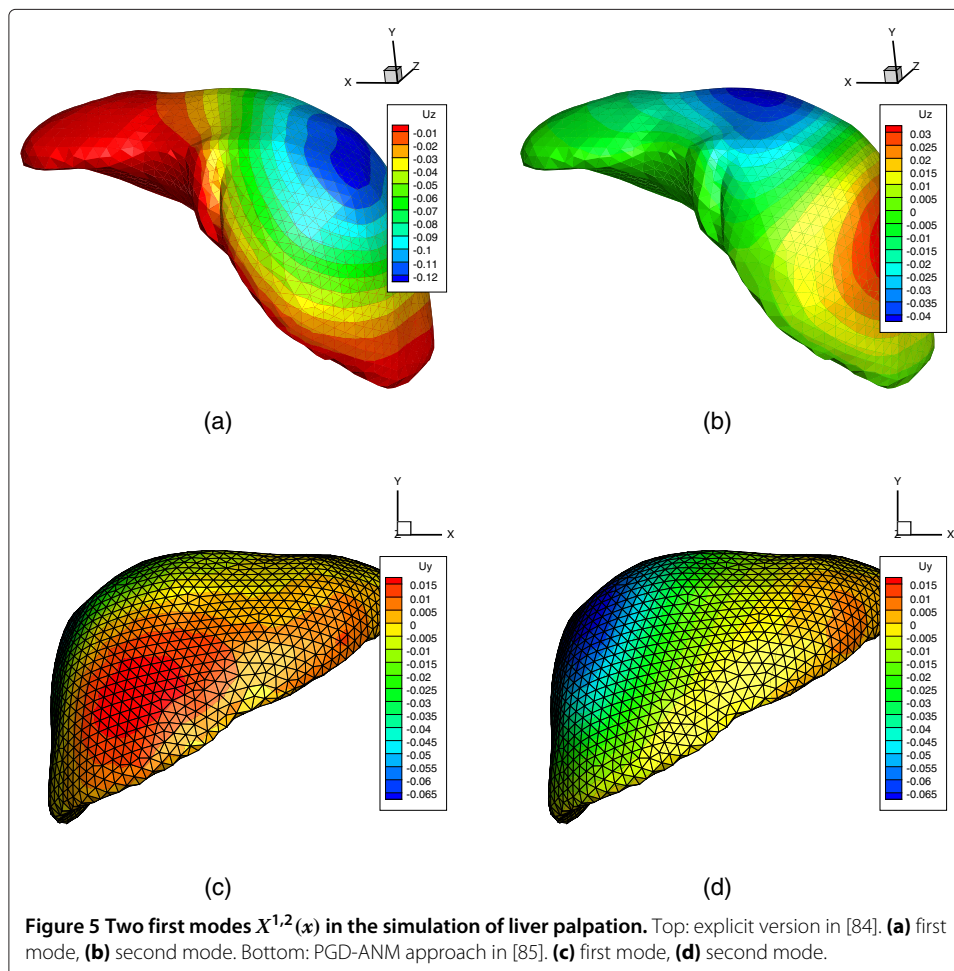 Y
Z
X
Uz
-0.01
-0.02
-0.03
-0.04
-0.05
-0.06
-0.07
-0.08
-0.09
-0.1
-0.11
-0.12
(a)
Y
Z
X
Uz
0.03
0.025
0.02
0.015
0.01
0.005
0
-0.005
-0.01
-0.015
-0.02
-0.025
-0.03
-0.035
-0.04
(b)
Y
Z
X
Uy
0.015
0.01
0.005
0
-0.005
-0.01
-0.015
-0.02
-0.025
-0.03
-0.035
-0.04
-0.045
-0.05
-0.055
-0.06
-0.065
(c)
Y
Z
X
Uy
0.015
0.01
0.005
0
-0.005
-0.01
-0.015
-0.02
-0.025
-0.03
-0.035
-0.04
-0.045
-0.05
-0.055
-0.06
-0.065
(d)
Figure 5 Two first modes X^{1,2}(x) in the simulation of liver palpation. Top: explicit version in [84]. (a) first
mode, (b) second mode. Bottom: PGD-ANM approach in [85]. (c) first mode, (d) second mode.